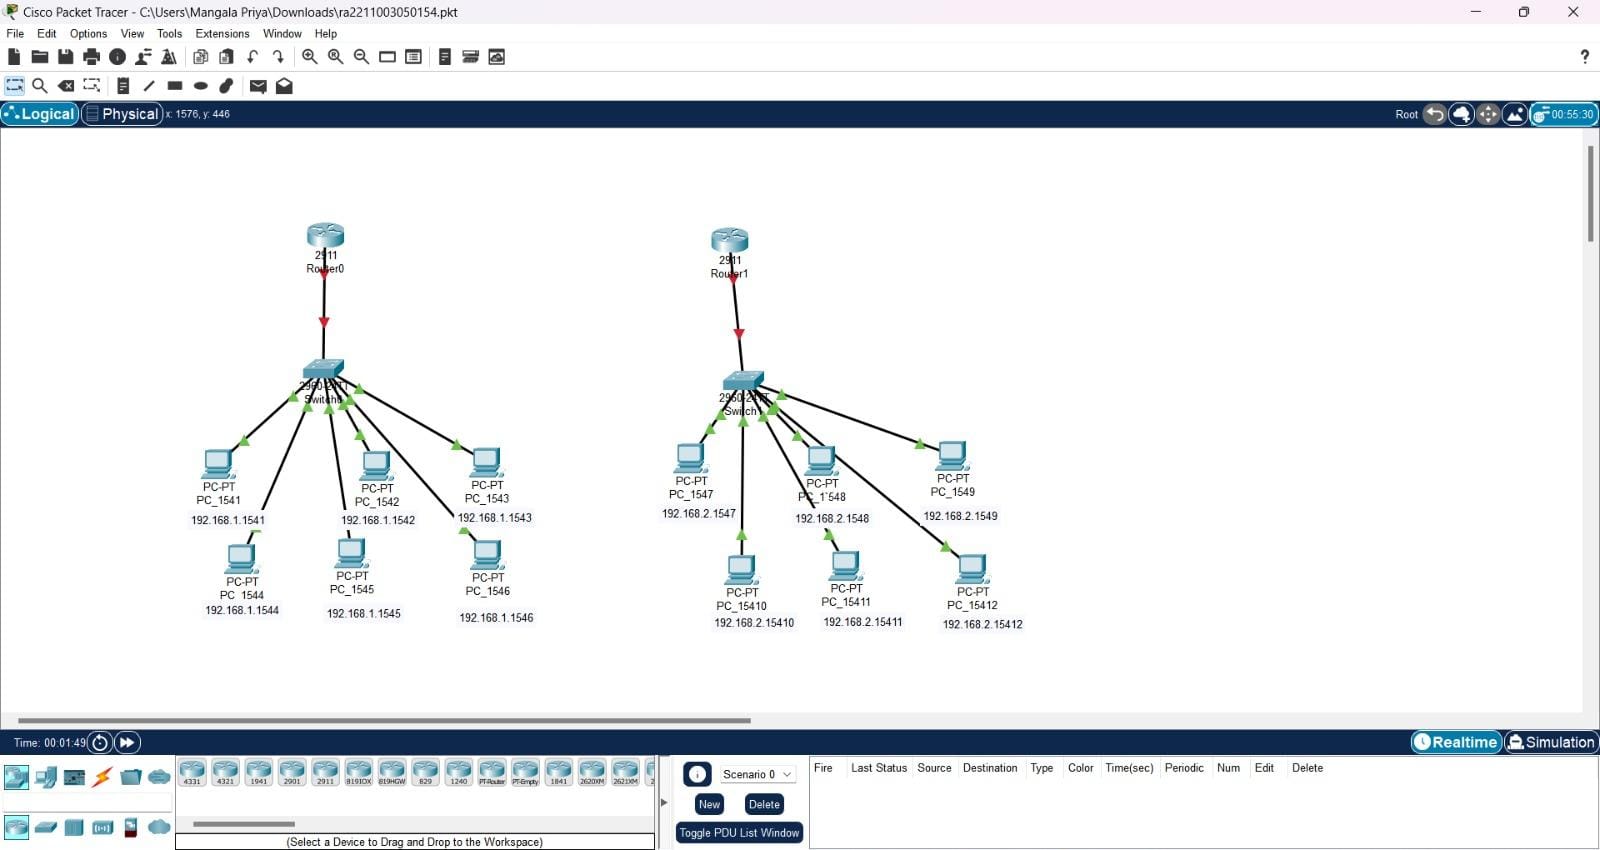 Cisco Packet Tracer - C:\Users\Mangala Priya\Downloads\ra2211003050154.pkt
File Edit Options View Tools Extensions Window Help
?
Logical Physical x: 1576, y: 446 Root 00:55:30
2911
Router0
2911
Router1
2960-24TT
Switch0
2960-24TT
Switch
PC-PT
PC_1541
192.168.1.1541
PC-PT
PC_1542
192.168.1.1542
PC-PT
PC_1543
192.168.1.1543
PC-PT
PC_1547
192.168.2.1547
PC-PT
PC_1548
192.168.2.1548
PC-PT
PC_1549
192.168.2.1549
PC-PT
PC_1544
192.168.1.1544
PC-PT
PC_1545
192.168.1.1545
PC-PT
PC_1546
192.168.1.1546
PC-PT
PC_15410
192.168.2.15410
PC-PT
PC_15411
192.168.2.15411
PC-PT
PC_15412
192.168.2.15412
Time: 00:01:49 Realtime Simulation
4331 4321 1941 2901 2911 819IOX 819HGW 829 1240 PT-Router PT-Empty 1841 2620XM 2621XM 2
(Select a Device to Drag and Drop to the Workspace)
Scenario 0
New Delete
Toggle PDU List Window
Fire Last Status Source Destination Type Color Time(sec) Periodic Num Edit Delete